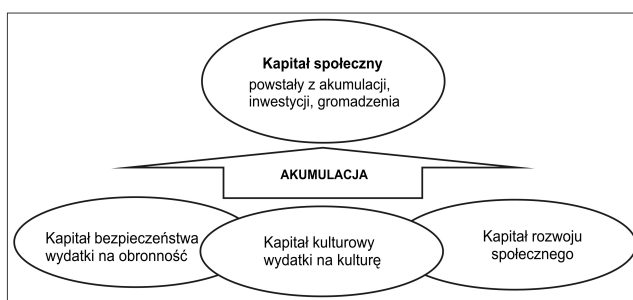 Kapitał społeczny
powstały z akumulacji,
inwestycji, gromadzenia
AKUMULACJA
Kapitał bezpieczeństwa
wydatki na obronność
Kapitał kulturowy
wydatki na kulturę
Kapitał rozwoju
społecznego